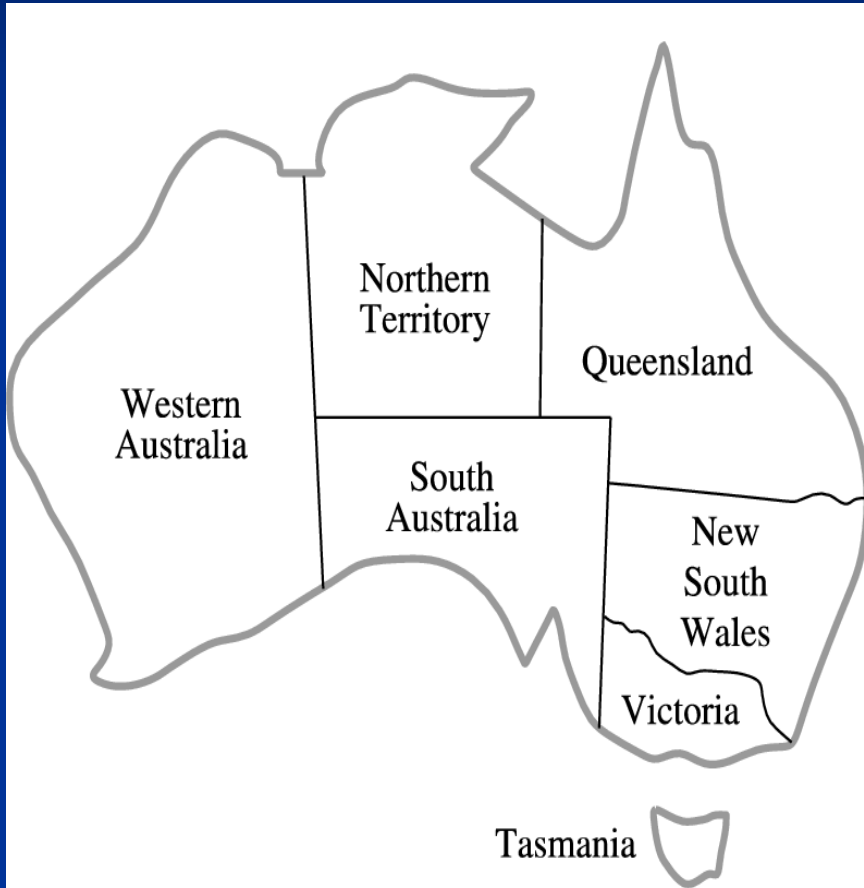 Northern
Territory
Queensland
Western
Australia
South
Australia
New
South
Wales
Victoria
Tasmania